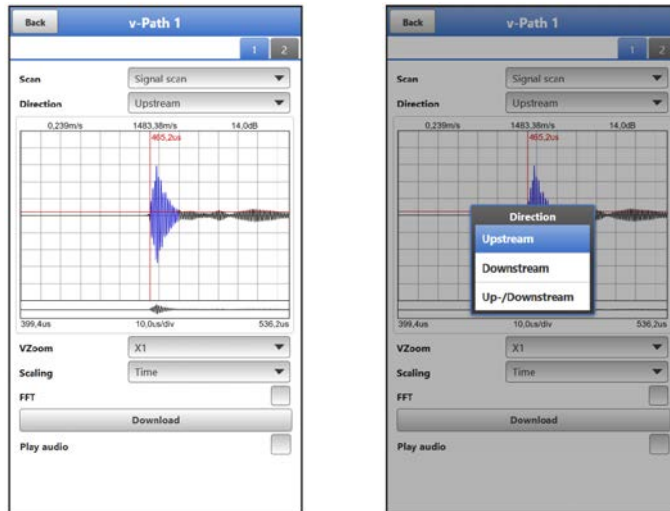 Back
v-Path 1
1
2
Scan
Signal scan
Direction
Upstream
0,239m/s
1483,38m/s
14,0dB
465,2us
399,4us
10,0us/div
536,2us
VZoom
X1
Scaling
Time
FFT
Download
Play audio
Back
v-Path 1
1
2
Scan
Signal scan
Direction
Upstream
0,239m/s
1483,38m/s
14,0dB
465,2us
Direction
Upstream
Downstream
Up-/Downstream
399,4us
10,0us/div
536,2us
VZoom
X1
Scaling
Time
FFT
Download
Play audio